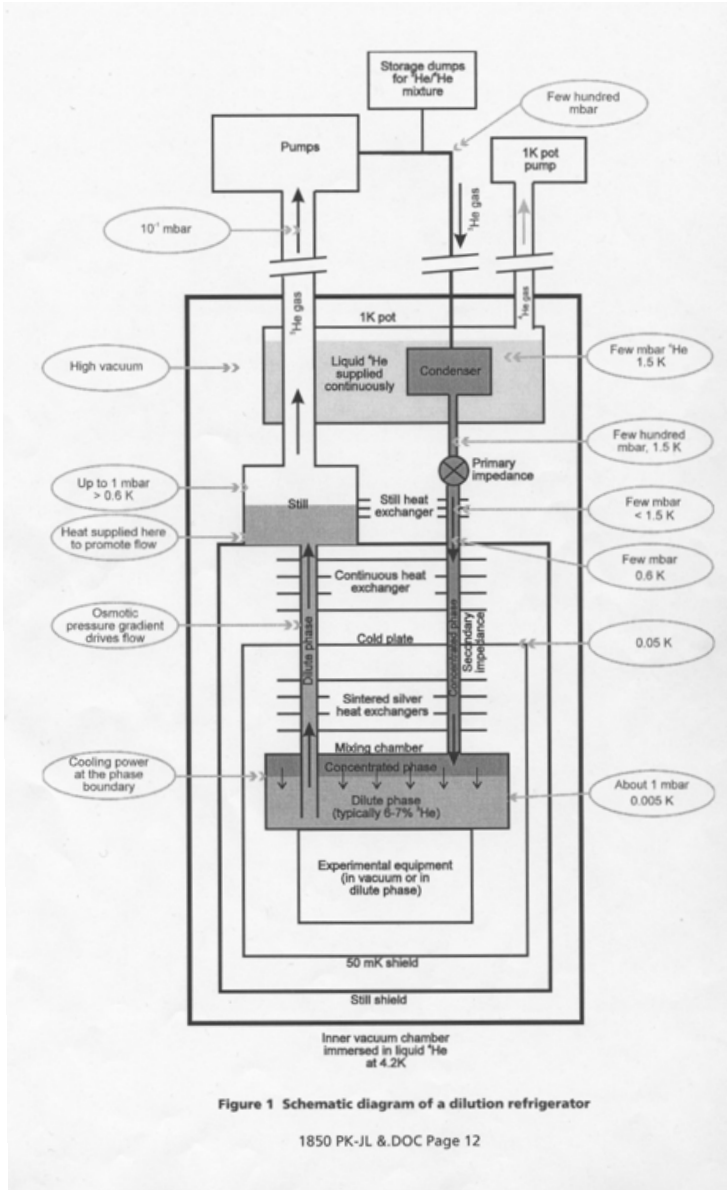 Storage dumps
for ³He/⁴He
mixture
Few hundred
mbar
Pumps
1K pot
pump
³He gas
10⁻¹ mbar
³He gas
⁴He gas
1K pot
High vacuum
Liquid ⁴He
supplied
continuously
Condenser
Few mbar ⁴He
1.5 K
Few hundred
mbar, 1.5 K
Primary
impedance
Up to 1 mbar
> 0.6 K
Still
Still heat
exchanger
Few mbar
< 1.5 K
Heat supplied here
to promote flow
Few mbar
0.6 K
Continuous heat
exchanger
Osmotic
pressure gradient
drives flow
Dilute phase
Concentrated phase
Secondary
impedance
Cold plate
0.05 K
Sintered silver
heat exchangers
Mixing chamber
Concentrated phase
Cooling power
at the phase
boundary
Dilute phase
(typically 6-7% ³He)
About 1 mbar
0.005 K
Experimental equipment
(in vacuum or in
dilute phase)
50 mK shield
Still shield
Inner vacuum chamber
immersed in liquid ⁴He
at 4.2K
Figure 1 Schematic diagram of a dilution refrigerator
1850 PK-JL &.DOC Page 12